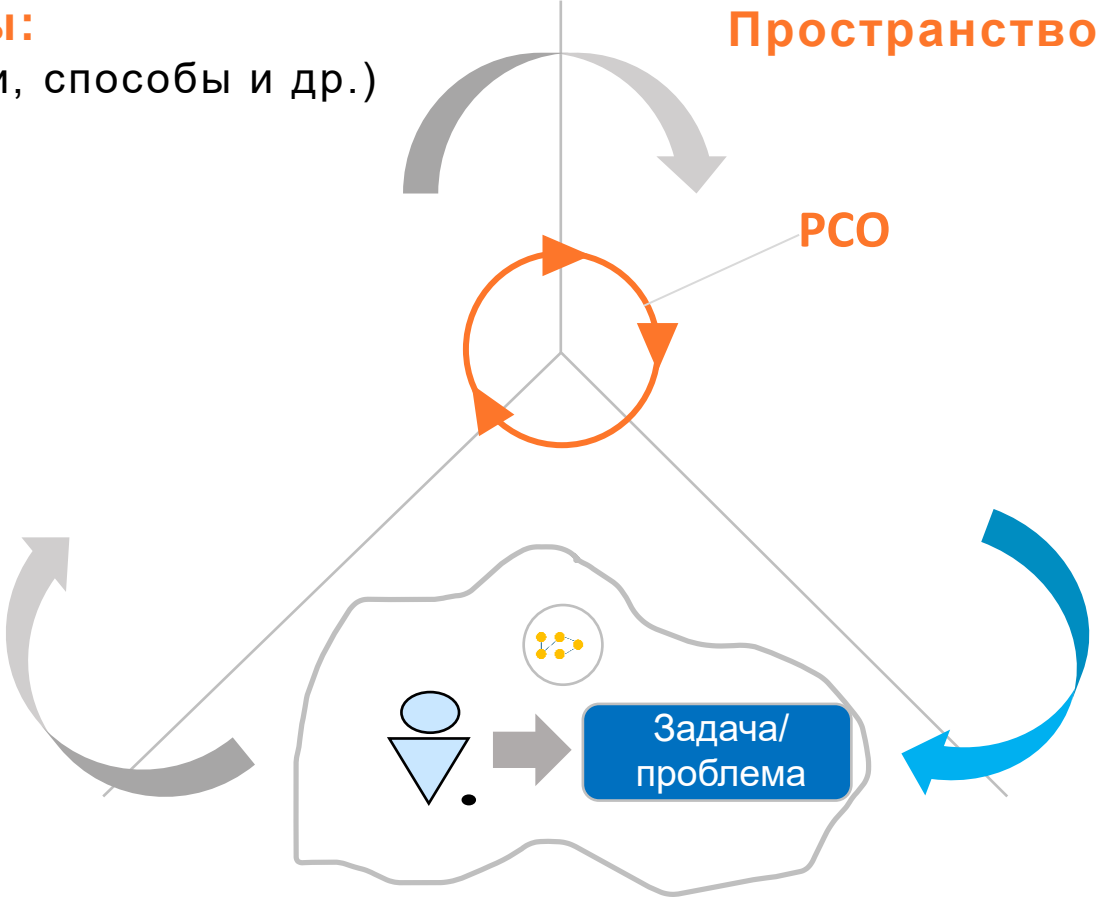 ы:
и, способы и др.)
Пространство
РСО
Задача/
проблема